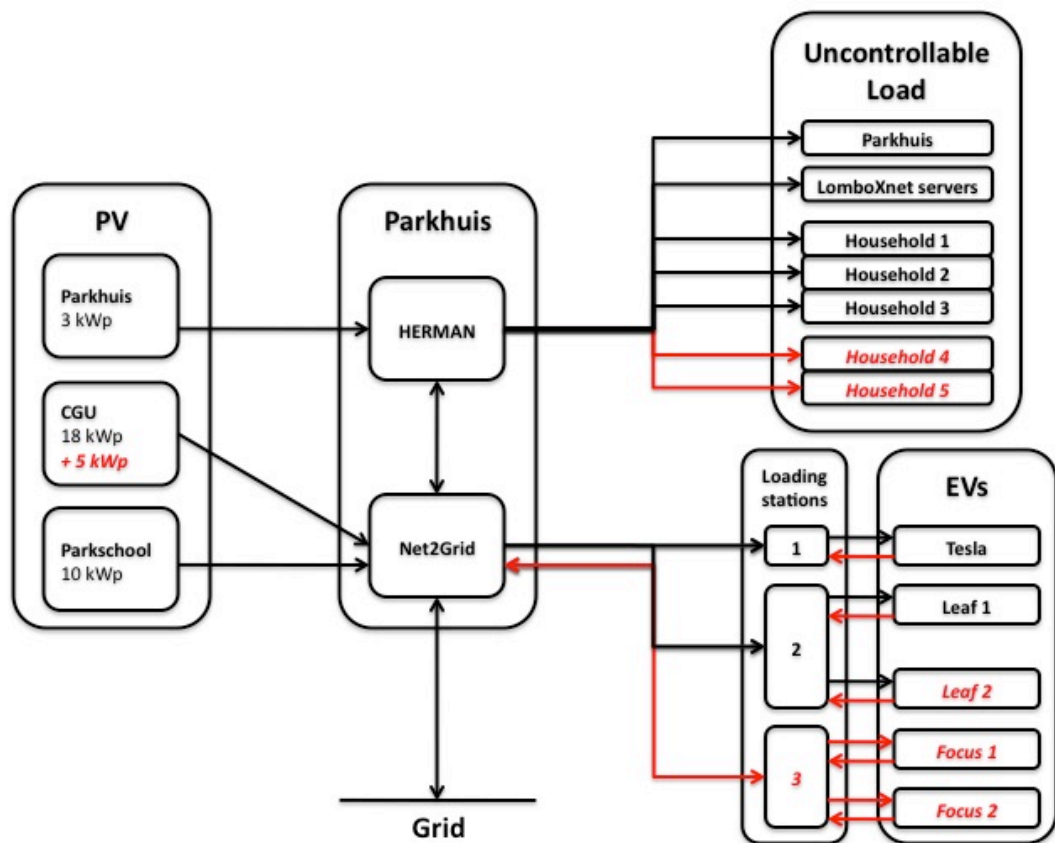 Uncontrollable
Load
Parkhuis
LomboXnet servers
Household 1
Household 2
Household 3
Household 4
Household 5
PV
Parkhuis
3 kWp
CGU
18 kWp
+ 5 kWp
Parkschool
10 kWp
Parkhuis
HERMAN
Net2Grid
Grid
Loading
stations
1
2
3
EVs
Tesla
Leaf 1
Leaf 2
Focus 1
Focus 2